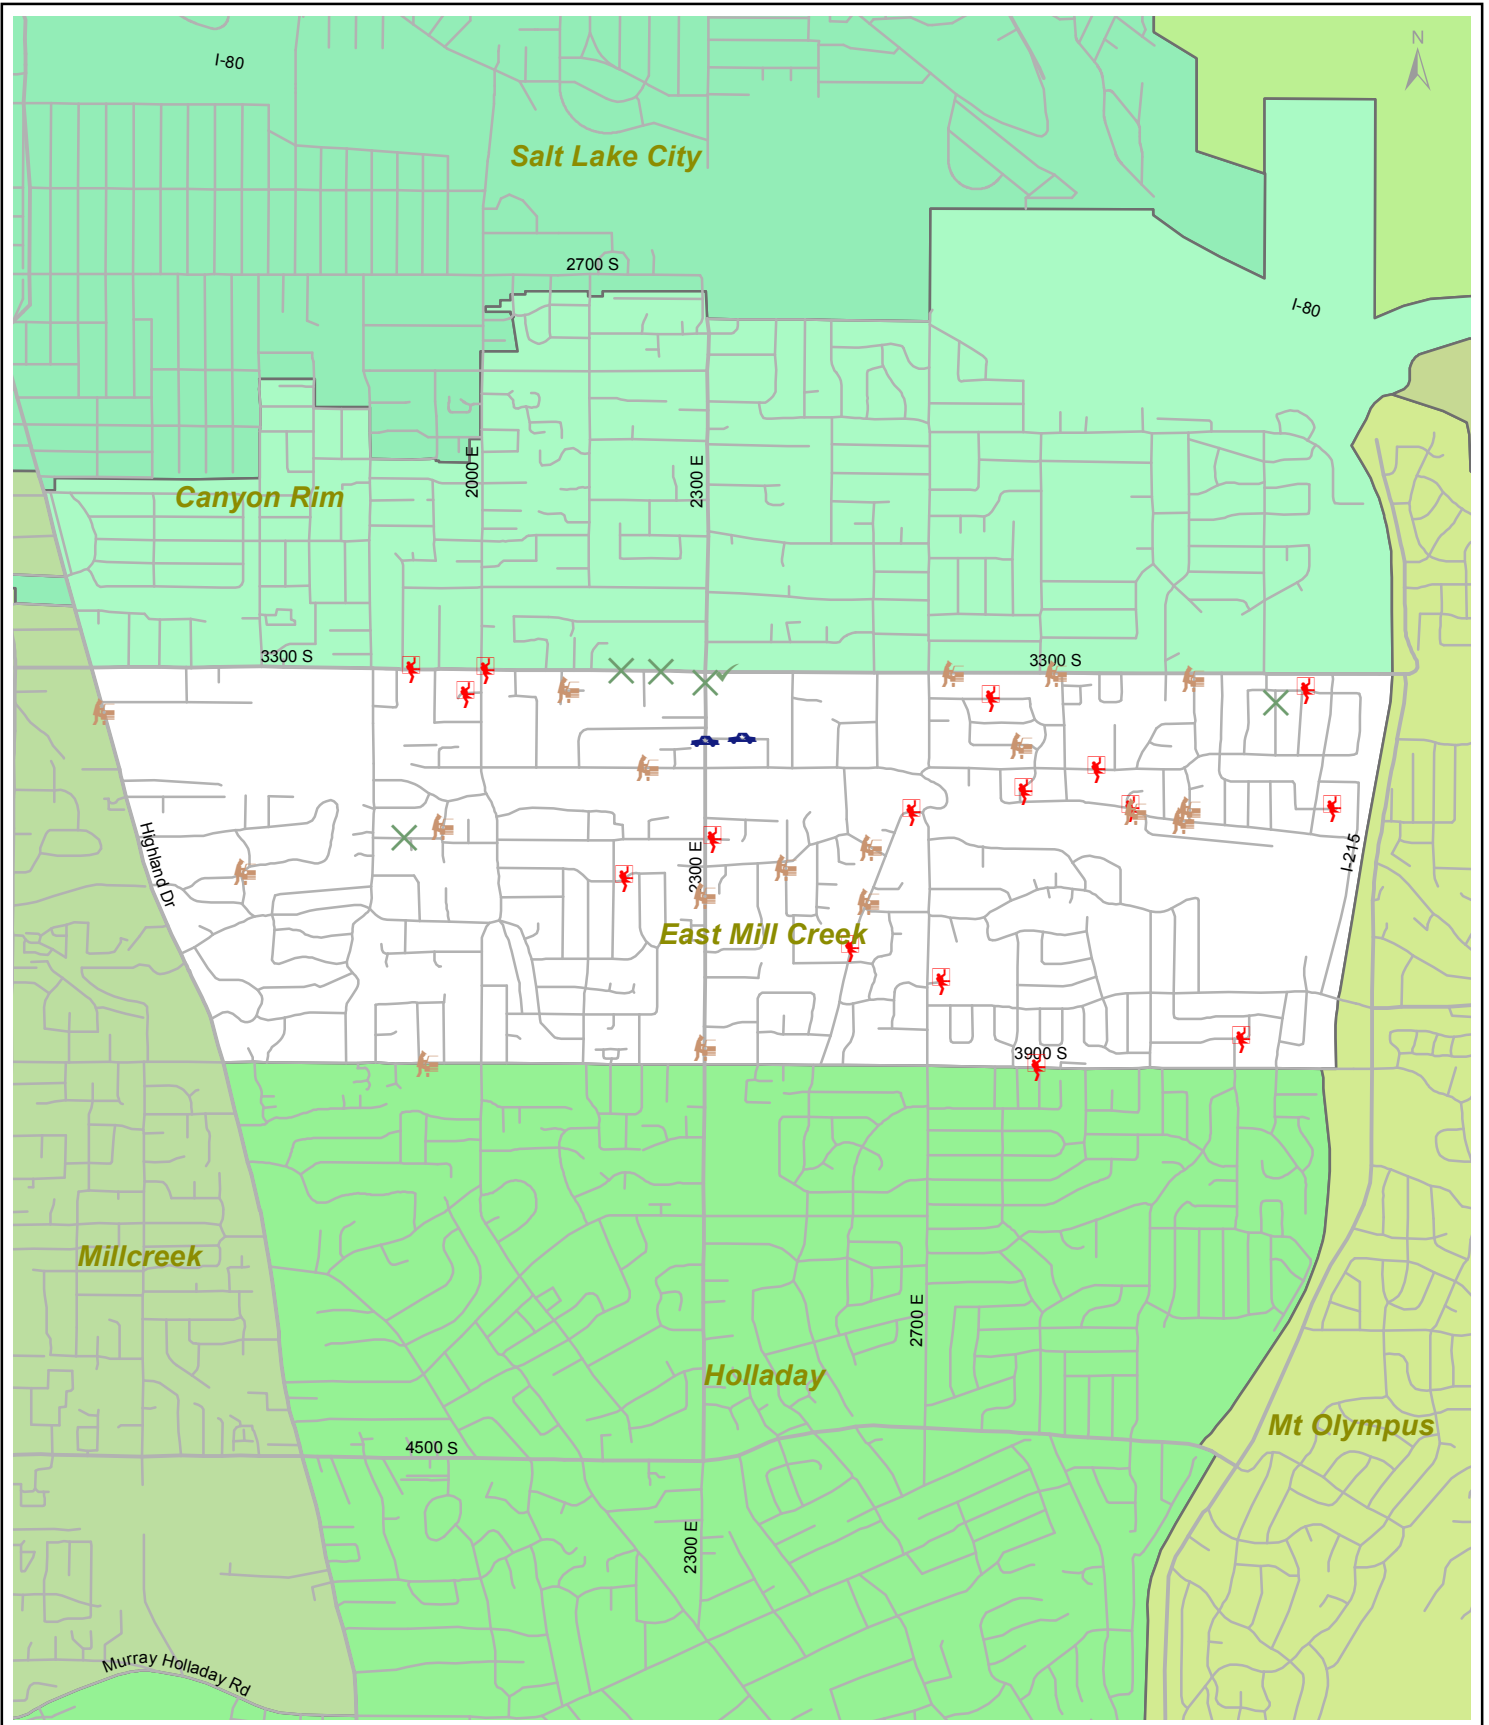 I-80
N
Salt Lake City
2700 S
I-80
2000 E
2300 E
Canyon Rim
3300 S
3300 S
Highland Dr
2300 E
I-215
East Mill Creek
3900 S
Millcreek
2700 E
Holladay
Mt Olympus
4500 S
2300 E
Murray Holladay Rd